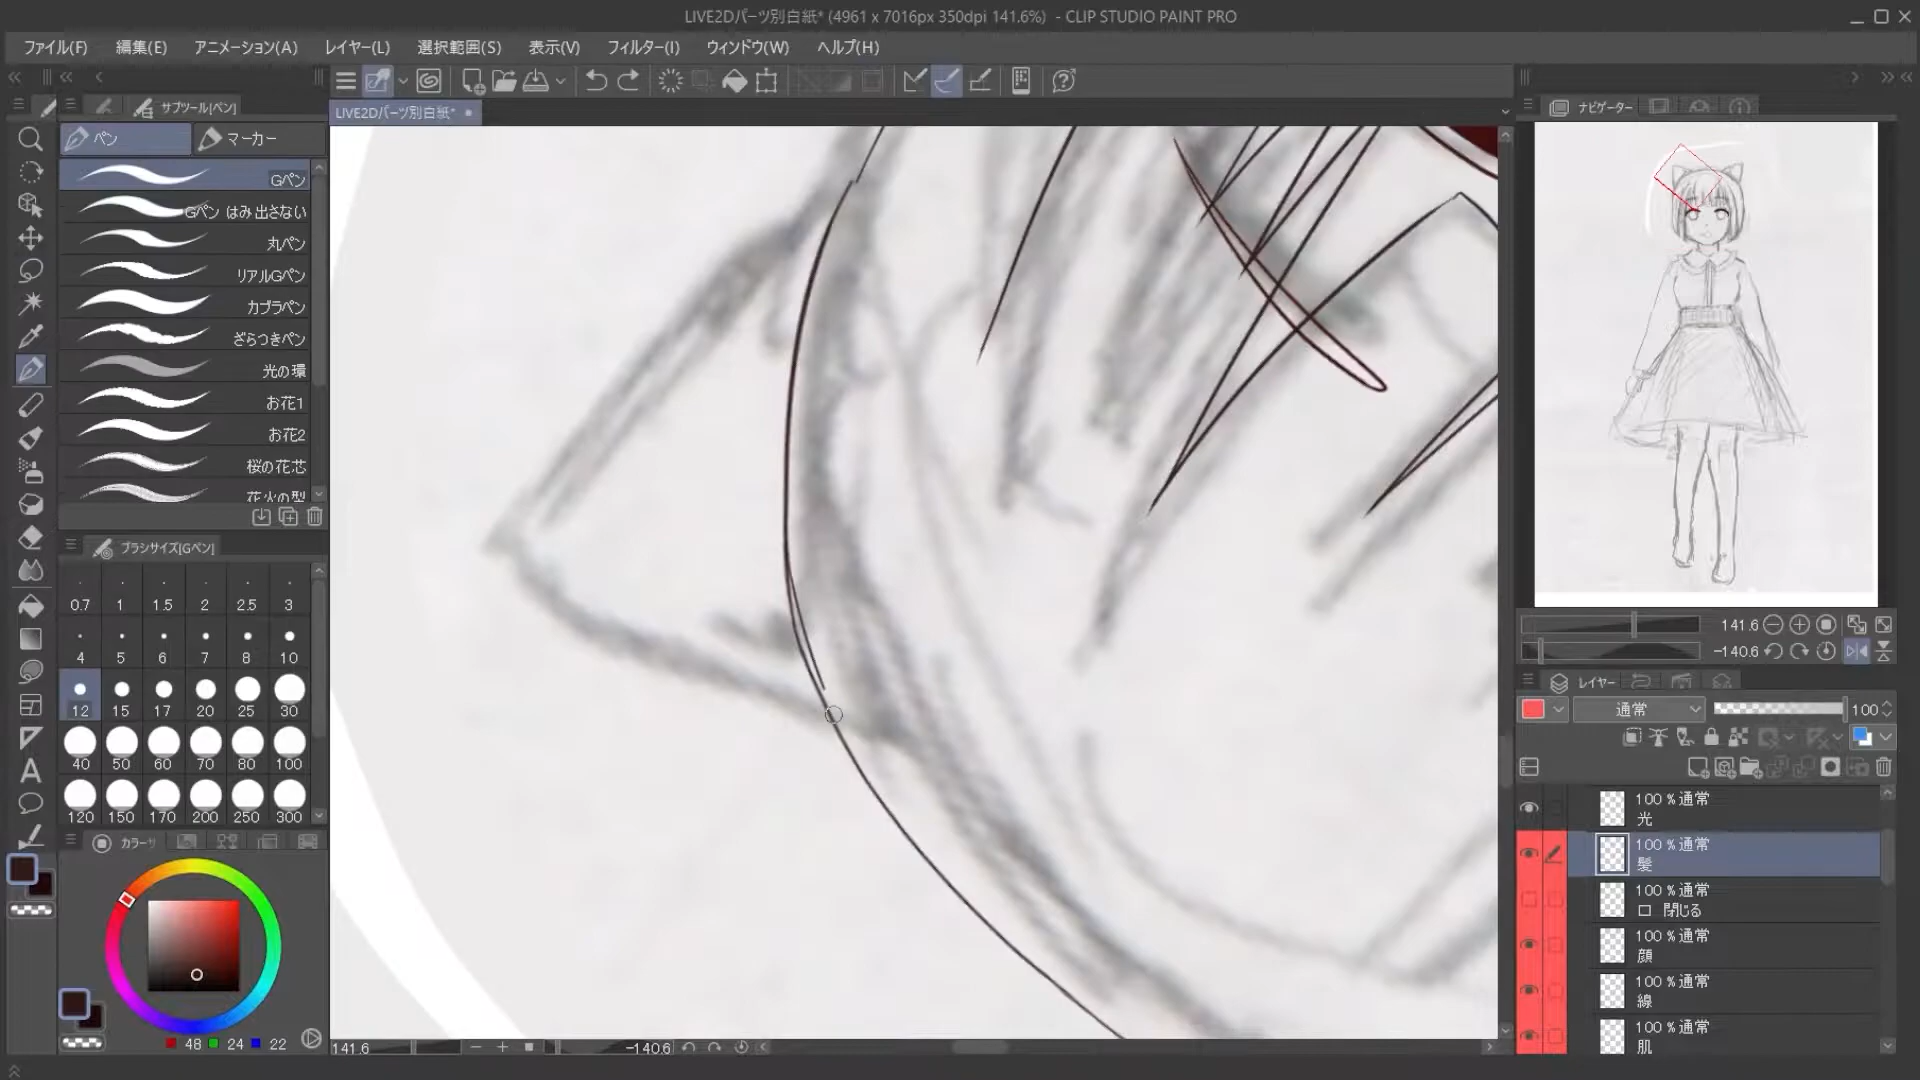 LIVE2Dパーツ別白紙* (4961 x 7016px 350dpi 141.6%) - CLIP STUDIO PAINT PRO
ファイル(F) 編集(E) アニメーション(A) レイヤー(L) 選択範囲(S) 表示(V) フィルター(I) ウィンドウ(W) ヘルプ(H)
サブツール[ペン]
LIVE2Dパーツ別白紙*
ナビゲーター
ペン マーカー
Gペン
Gペン はみ出さない
丸ペン
リアルGペン
カブラペン
ざらつきペン
光の環
お花1
お花2
桜の花芯
花火の型
ブラシサイズ[Gペン]
0.7 1 1.5 2 2.5 3
4 5 6 7 8 10
12 15 17 20 25 30
40 50 60 70 80 100
120 150 170 200 250 300
カラーサ
48 24 22
141.6
-140.6
141.6
-140.6
レイヤー
通常 100
100 %通常
光
100 %通常
髪
100 %通常
口 閉じる
100 %通常
顔
100 %通常
線
100 %通常
肌